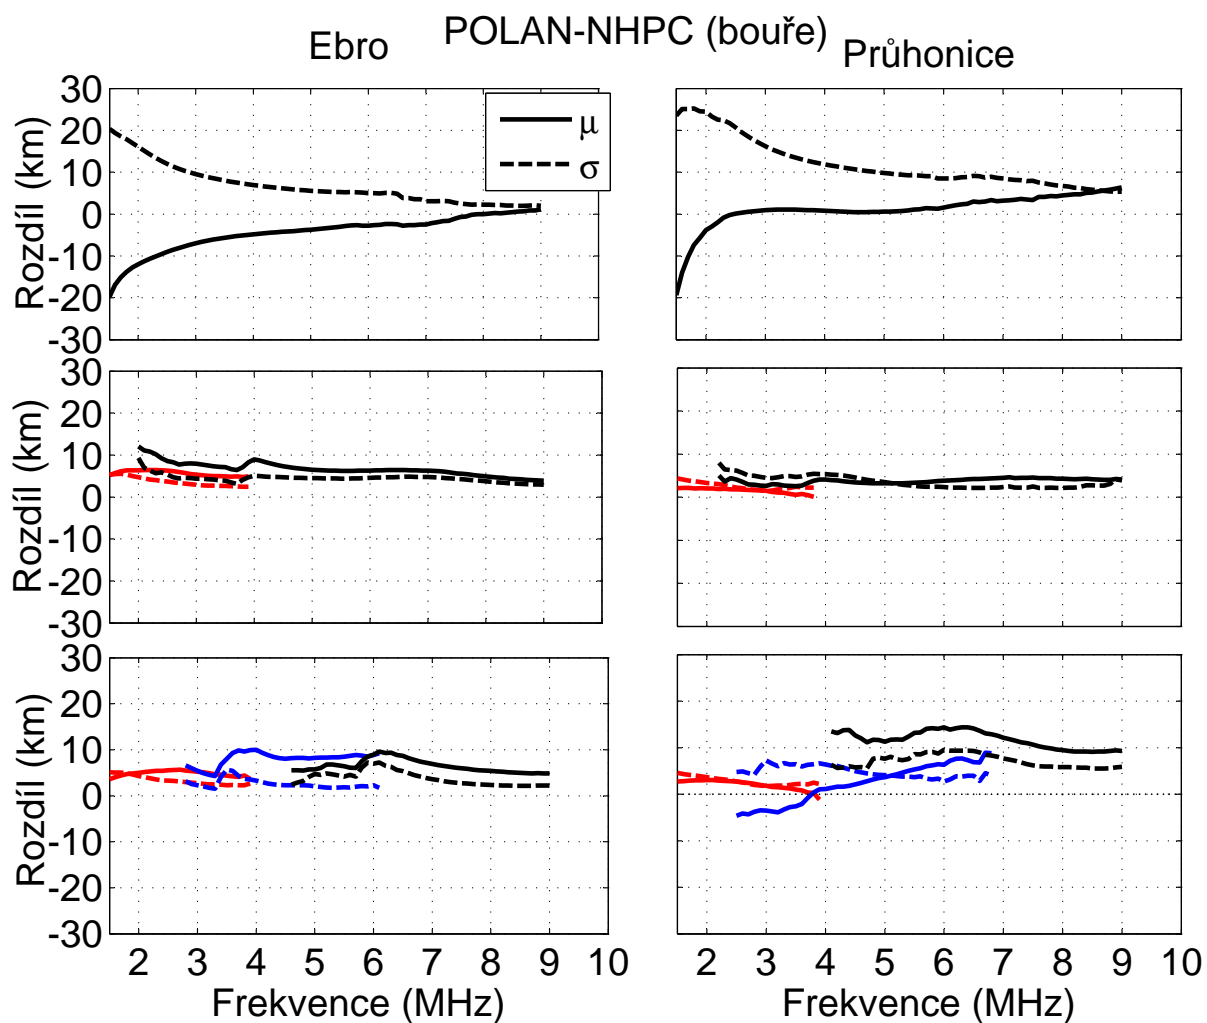 POLAN-NHPC (bouře)
Ebro
Průhonice
30
20
10
0
-10
-20
-30
Rozdíl (km)
μ
σ
30
20
10
0
-10
-20
-30
Rozdíl (km)
30
20
10
0
-10
-20
-30
Rozdíl (km)
2 3 4 5 6 7 8 9 10
Frekvence (MHz)
2 3 4 5 6 7 8 9 10
Frekvence (MHz)